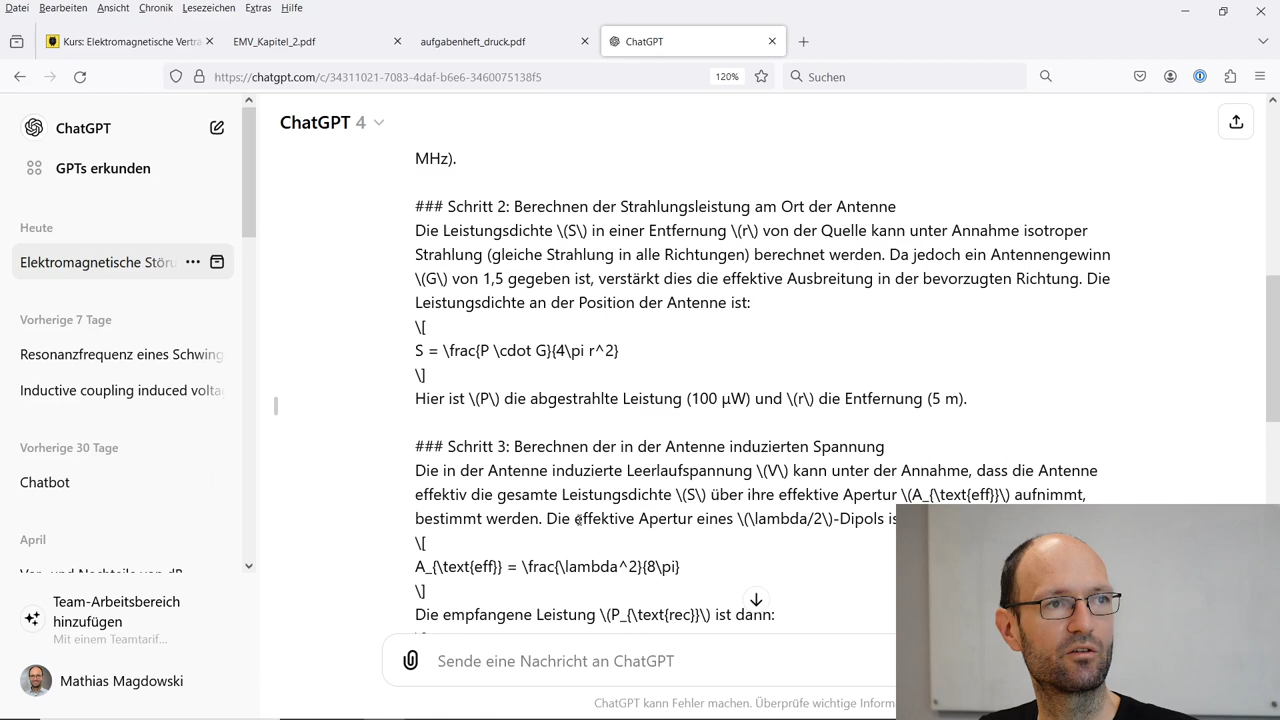 Datei Bearbeiten Ansicht Chronik Lesezeichen Extras Hilfe
Kurs: Elektromagnetische Verträ
EMV_Kapitel_2.pdf
aufgabenheft_druck.pdf
ChatGPT
https://chatgpt.com/c/34311021-7083-4daf-b6e6-3460075138f5
120%
Suchen
ChatGPT
GPTs erkunden
Heute
Elektromagnetische Störu
Vorherige 7 Tage
Resonanzfrequenz eines Schwing
Inductive coupling induced volta
Vorherige 30 Tage
Chatbot
April
Vor- und Nachteile von dB
Team-Arbeitsbereich
hinzufügen
Mit einem Teamtarif...
Mathias Magdowski
ChatGPT 4
MHz).
### Schritt 2: Berechnen der Strahlungsleistung am Ort der Antenne
Die Leistungsdichte \(S\) in einer Entfernung \(r\) von der Quelle kann unter Annahme isotroper
Strahlung (gleiche Strahlung in alle Richtungen) berechnet werden. Da jedoch ein Antennengewinn
\(G\) von 1,5 gegeben ist, verstärkt dies die effektive Ausbreitung in der bevorzugten Richtung. Die
Leistungsdichte an der Position der Antenne ist:
\[
S = \frac{P \cdot G}{4\pi r^2}
\]
Hier ist \(P\) die abgestrahlte Leistung (100 µW) und \(r\) die Entfernung (5 m).
### Schritt 3: Berechnen der in der Antenne induzierten Spannung
Die in der Antenne induzierte Leerlaufspannung \(V\) kann unter der Annahme, dass die Antenne
effektiv die gesamte Leistungsdichte \(S\) über ihre effektive Apertur \(A_{\text{eff}}\) aufnimmt,
bestimmt werden. Die effektive Apertur eines \(\lambda/2\)-Dipols is
\[
A_{\text{eff}} = \frac{\lambda^2}{8\pi}
\]
Die empfangene Leistung \(P_{\text{rec}}\) ist dann:
Sende eine Nachricht an ChatGPT
ChatGPT kann Fehler machen. Überprüfe wichtige Inform